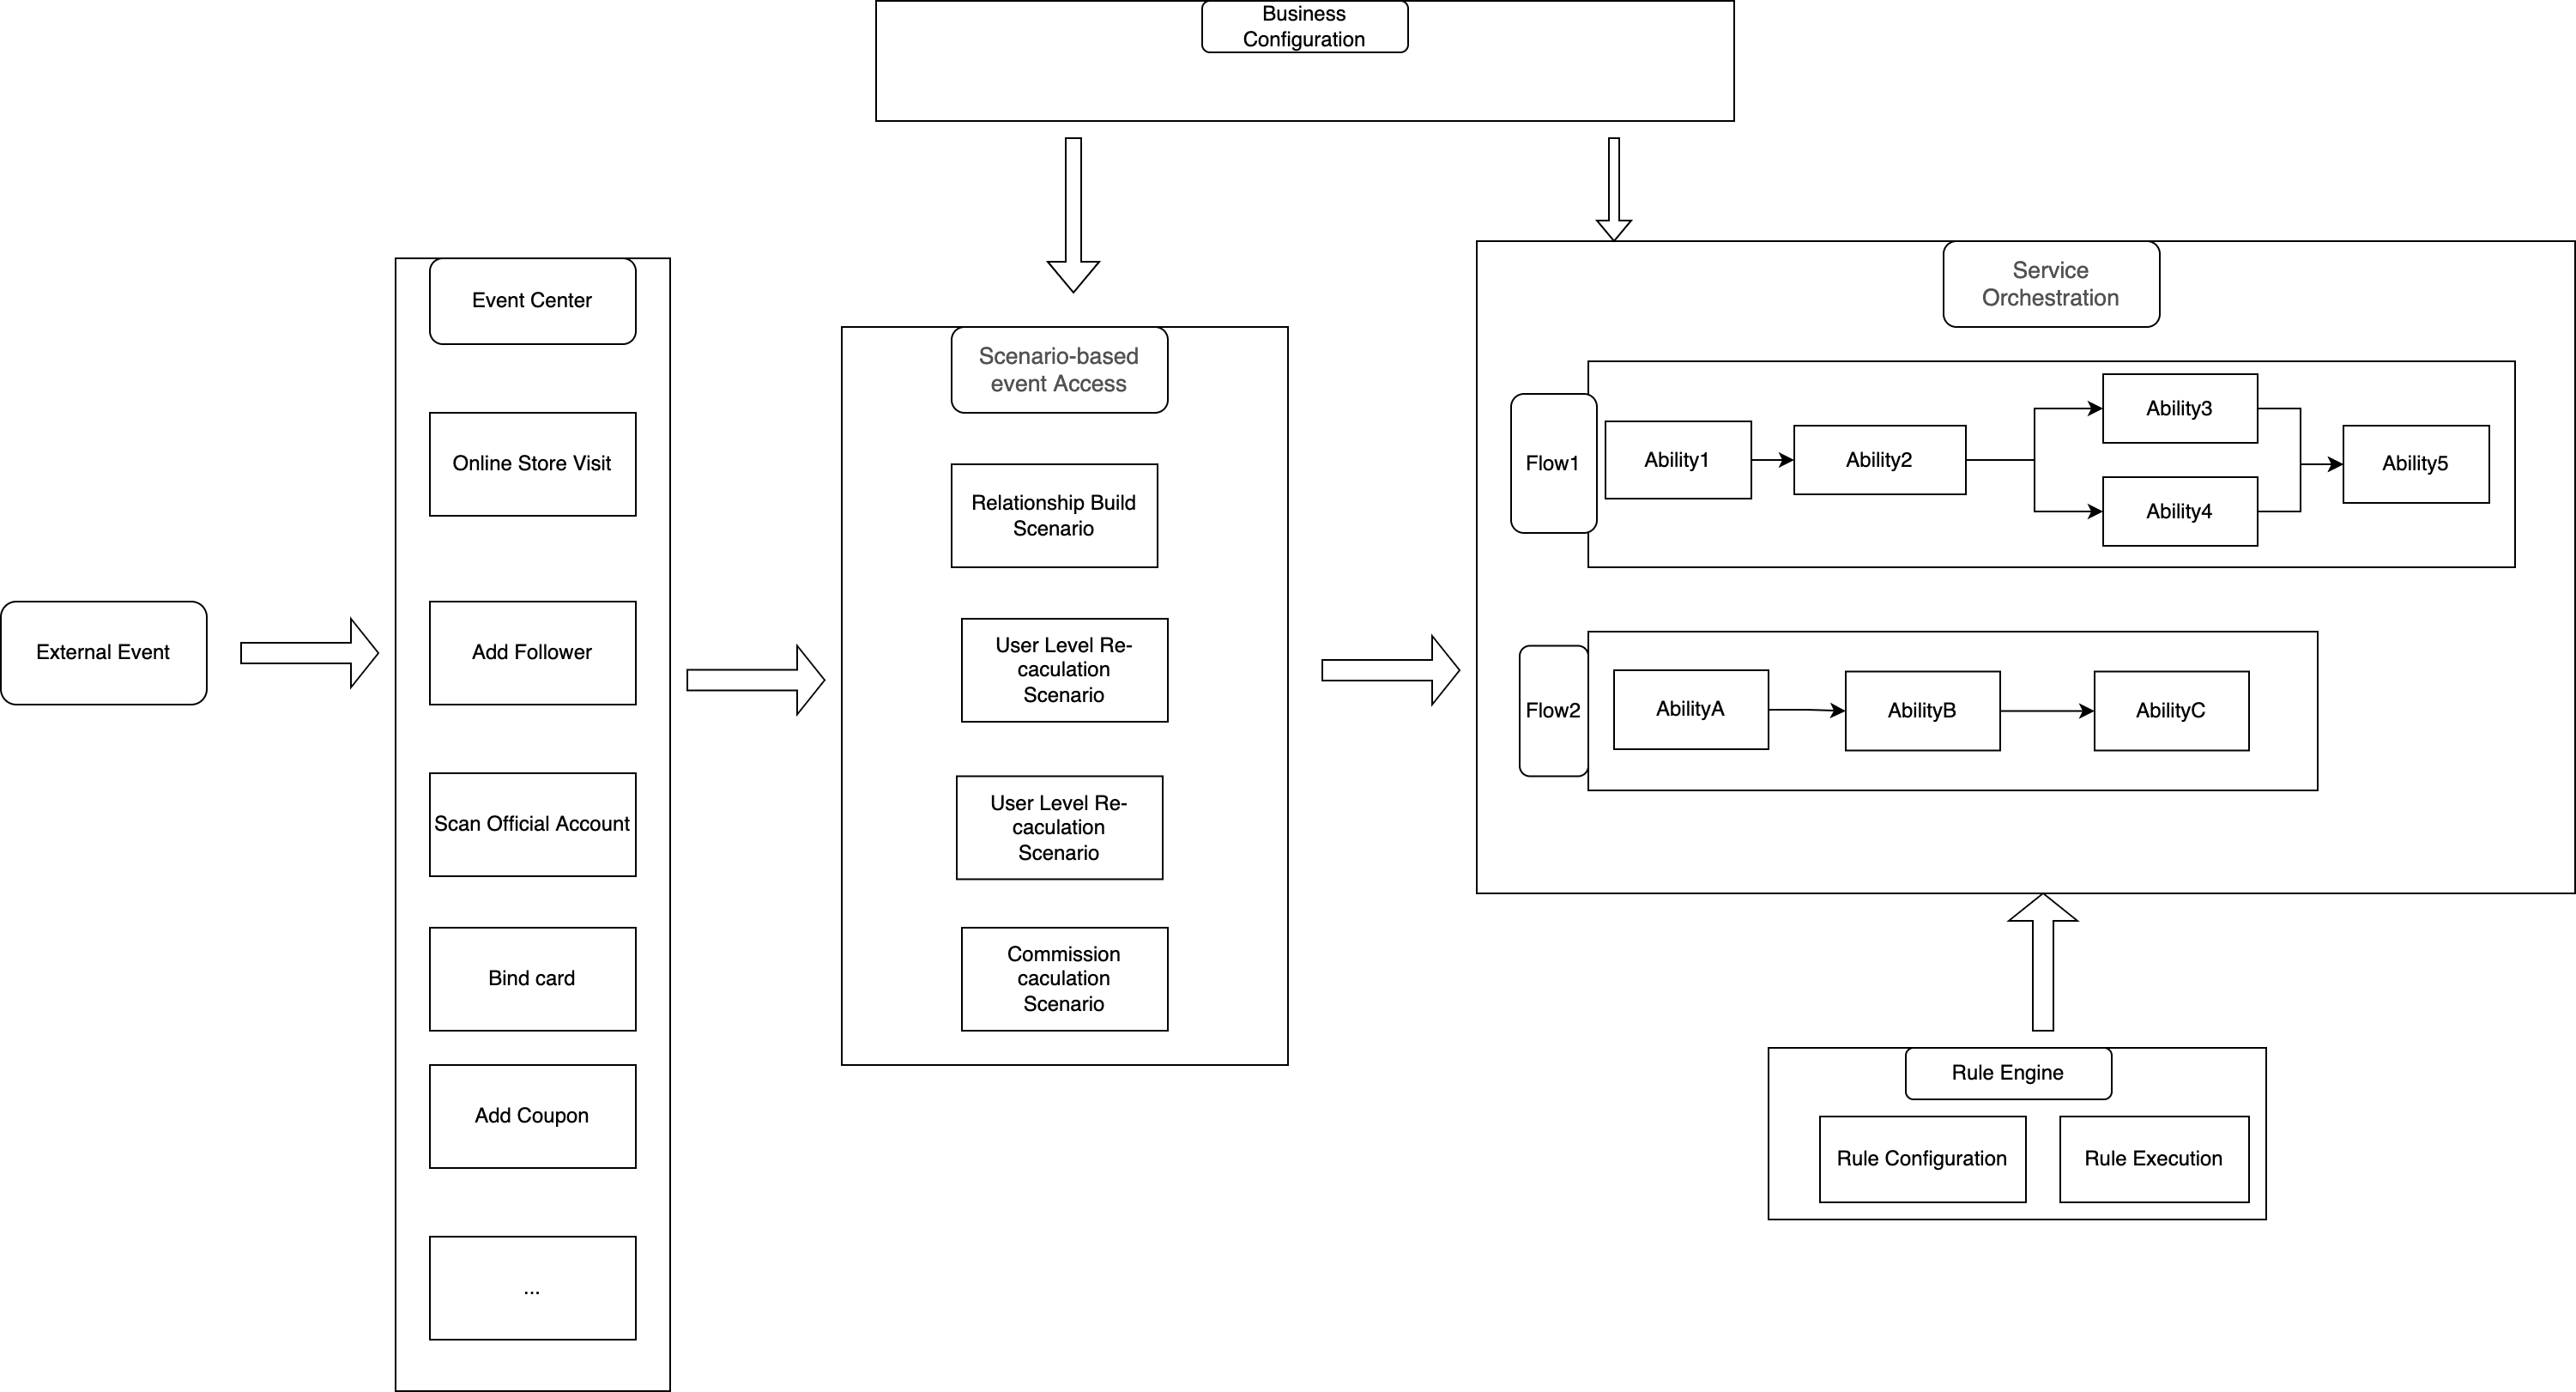 Business
Configuration
Event Center
Online Store Visit
Add Follower
Scan Official Account
Bind card
Add Coupon
...
External Event
Scenario-based
event Access
Relationship Build
Scenario
User Level Re-
caculation
Scenario
User Level Re-
caculation
Scenario
Commission
caculation
Scenario
Service
Orchestration
Flow1
Ability1
Ability2
Ability3
Ability4
Ability5
Flow2
AbilityA
AbilityB
AbilityC
Rule Engine
Rule Configuration
Rule Execution